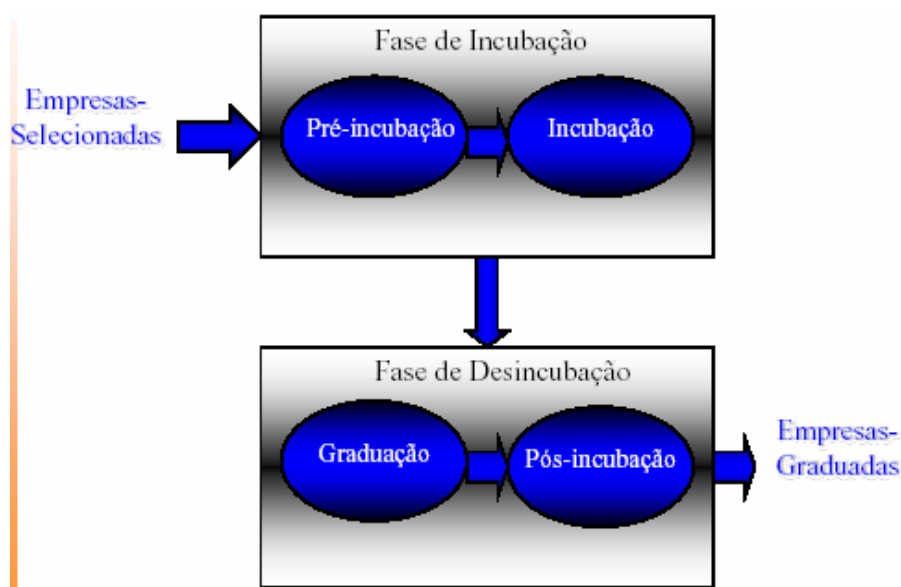 Fase de Incubação
Empresas-
Selecionadas
Pré-incubação
Incubação
Fase de Desincubação
Graduação
Pós-incubação
Empresas-
Graduadas